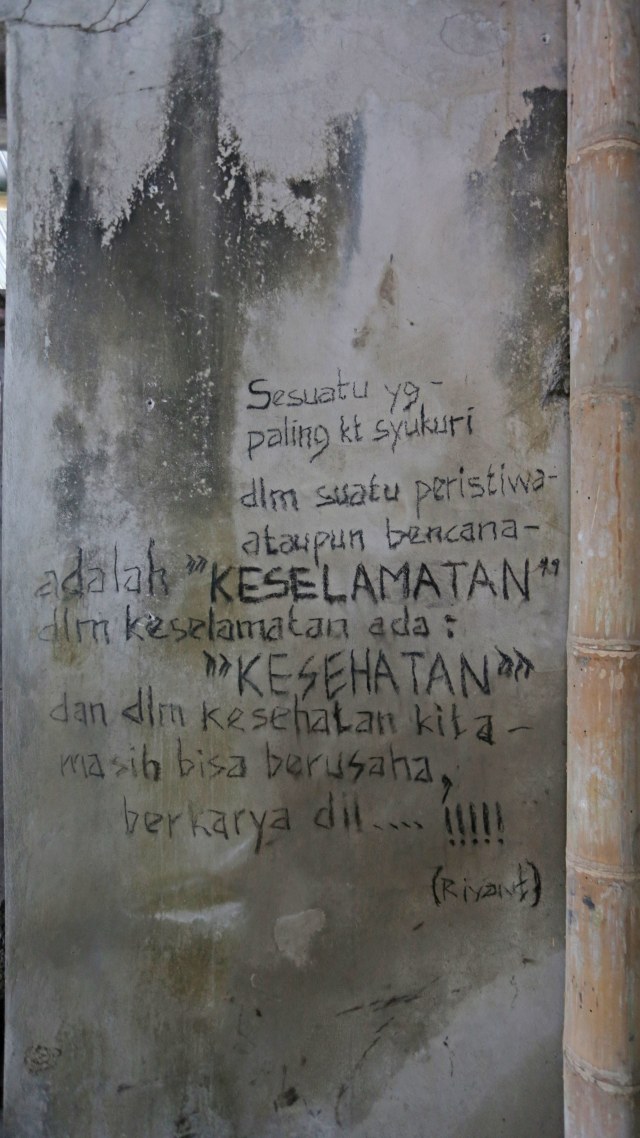 Sesuatu yg -
paling kt syukuri
dlm suatu peristiwa-
ataupun bencana-
adalah "KESELAMATAN"
dlm keselamatan ada :
"KESEHATAN"
dan dlm kesehatan kita -
masih bisa berusaha,
berkarya dll.... !!!!!
(Riyant)